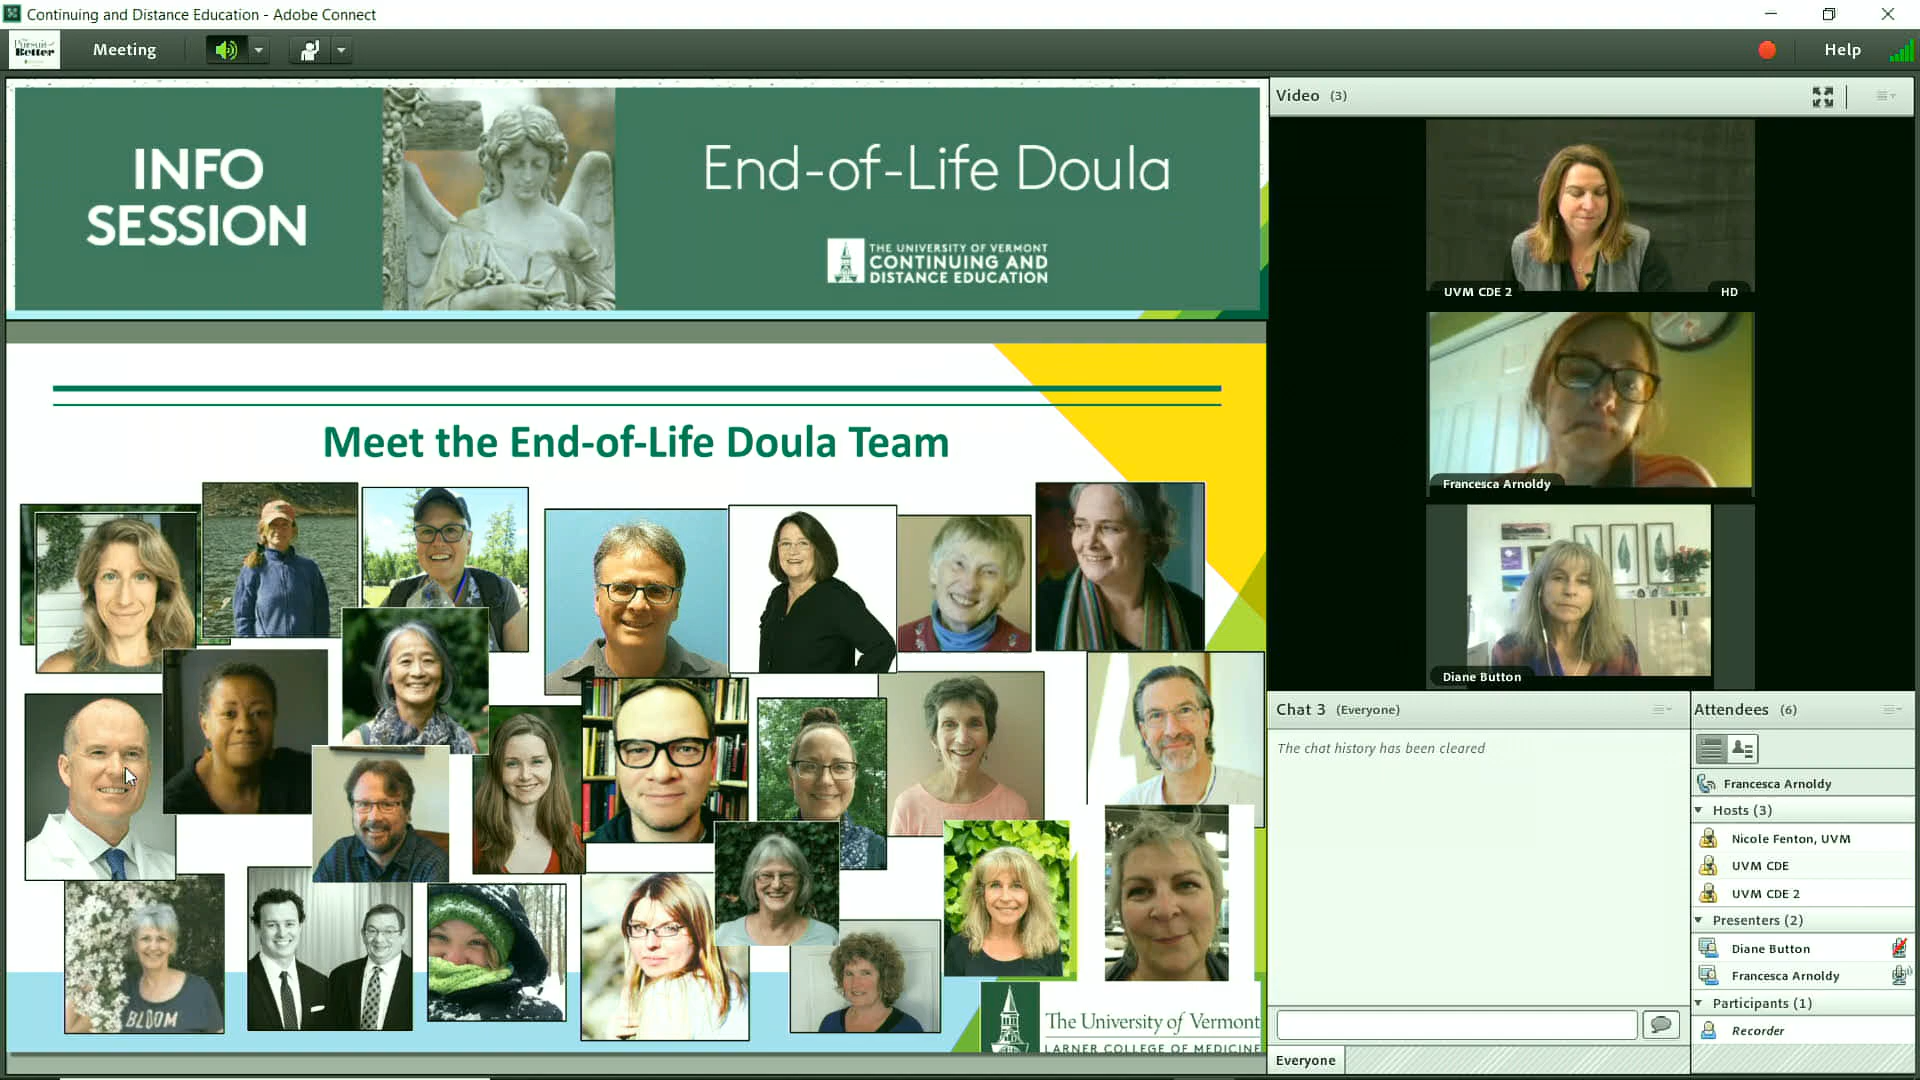 Continuing and Distance Education - Adobe Connect
Pursuit of
Better
Meeting
Help
INFO
SESSION
End-of-Life Doula
THE UNIVERSITY OF VERMONT
CONTINUING AND
DISTANCE EDUCATION
Meet the End-of-Life Doula Team
BLOOM
The University of Vermont
LARNER COLLEGE OF MEDICINE
Video (3)
UVM CDE 2
HD
Francesca Arnoldy
Diane Button
Chat 3 (Everyone)
The chat history has been cleared
Everyone
Attendees (6)
Francesca Arnoldy
Hosts (3)
Nicole Fenton, UVM
UVM CDE
UVM CDE 2
Presenters (2)
Diane Button
Francesca Arnoldy
Participants (1)
Recorder